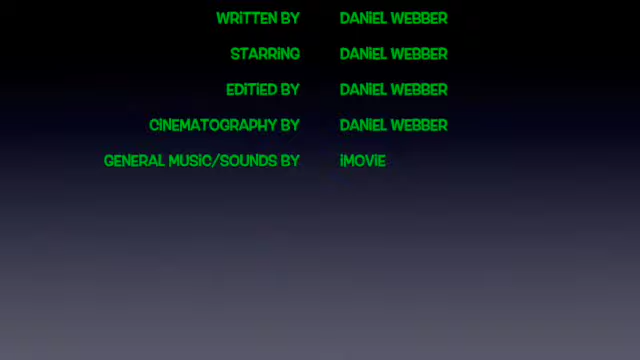 WRiTTEN BY DANiEL WEBBER
STARRiNG DANiEL WEBBER
EDiTiED BY DANiEL WEBBER
CiNEMATOGRAPHY BY DANiEL WEBBER
GENERAL MUSiC/SOUNDS BY iMOViE